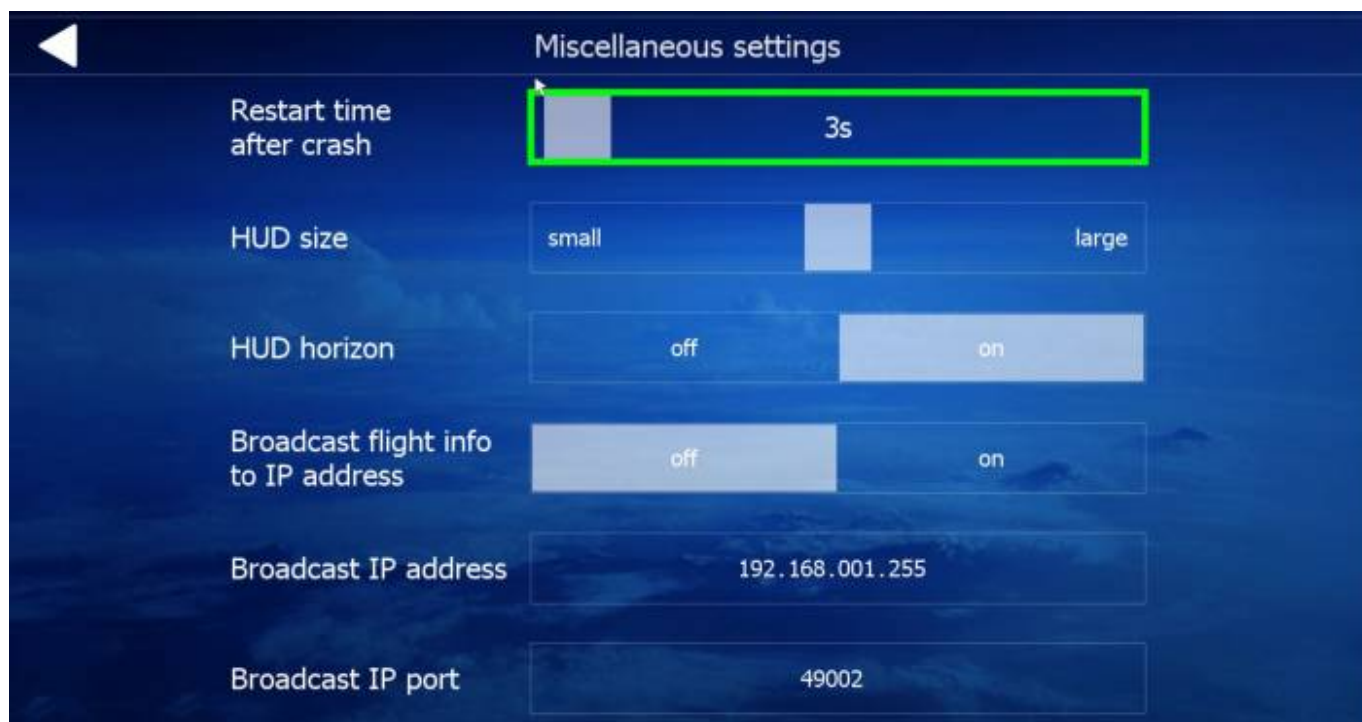 Miscellaneous settings
Restart time
after crash
3s
HUD size
small
large
HUD horizon
off
on
Broadcast flight info
to IP address
off
on
Broadcast IP address
192.168.001.255
Broadcast IP port
49002